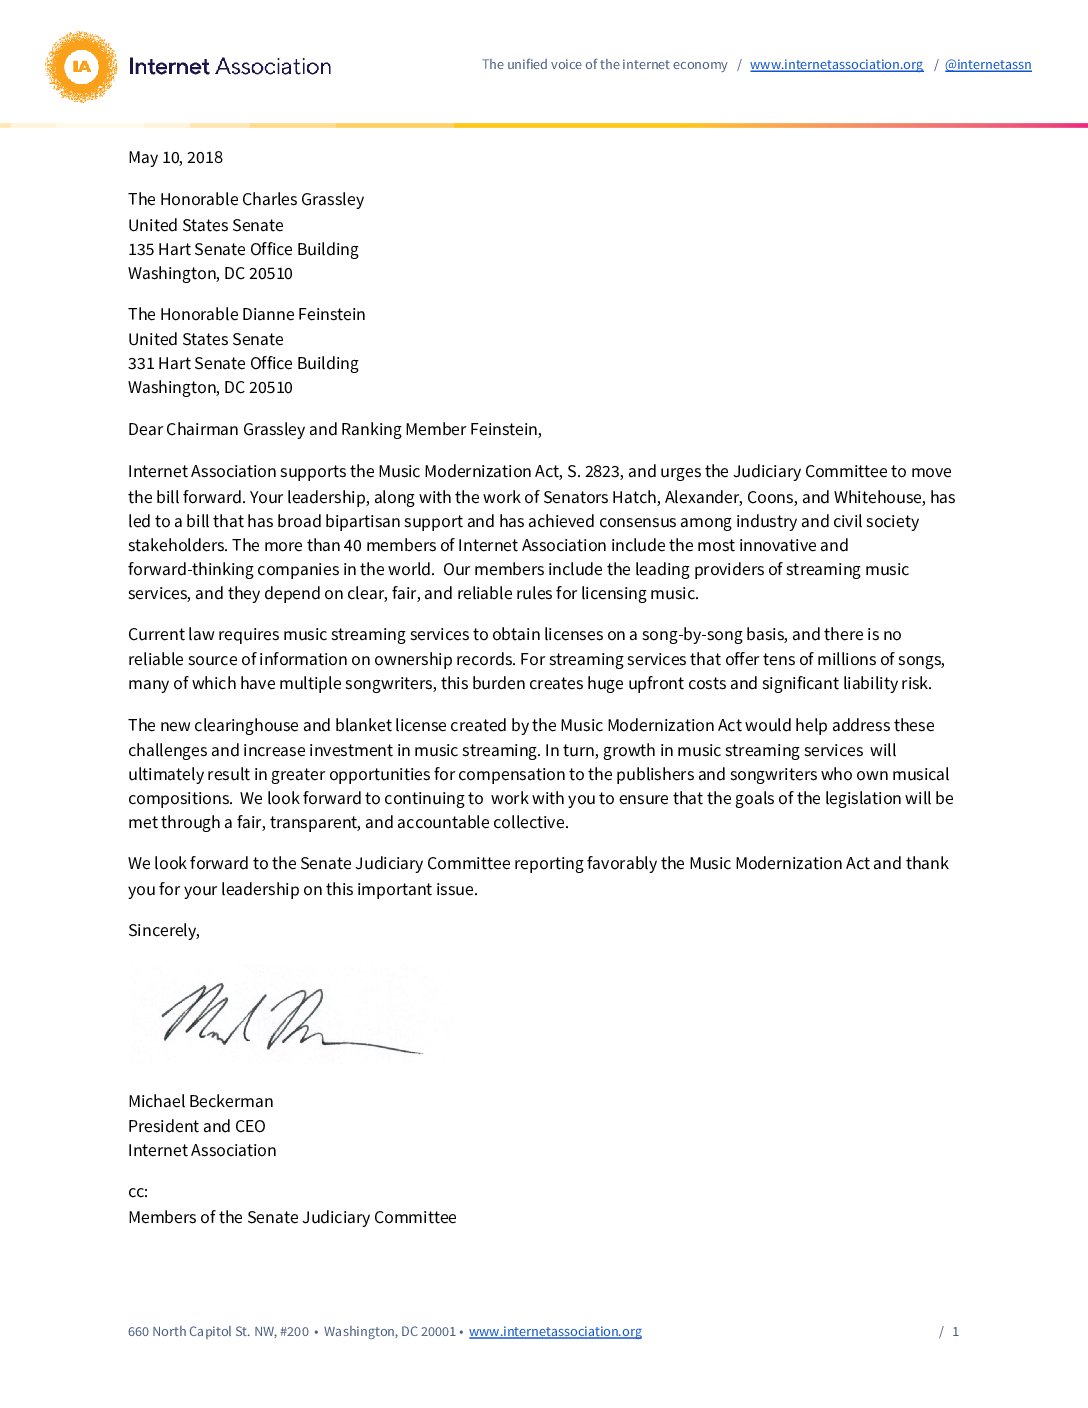 IA Internet Association
The unified voice of the internet economy / www.internetassociation.org / @internetassn
May 10, 2018
The Honorable Charles Grassley
United States Senate
135 Hart Senate Office Building
Washington, DC 20510
The Honorable Dianne Feinstein
United States Senate
331 Hart Senate Office Building
Washington, DC 20510
Dear Chairman Grassley and Ranking Member Feinstein,
Internet Association supports the Music Modernization Act, S. 2823, and urges the Judiciary Committee to move
the bill forward. Your leadership, along with the work of Senators Hatch, Alexander, Coons, and Whitehouse, has
led to a bill that has broad bipartisan support and has achieved consensus among industry and civil society
stakeholders. The more than 40 members of Internet Association include the most innovative and
forward-thinking companies in the world. Our members include the leading providers of streaming music
services, and they depend on clear, fair, and reliable rules for licensing music.
Current law requires music streaming services to obtain licenses on a song-by-song basis, and there is no
reliable source of information on ownership records. For streaming services that offer tens of millions of songs,
many of which have multiple songwriters, this burden creates huge upfront costs and significant liability risk.
The new clearinghouse and blanket license created by the Music Modernization Act would help address these
challenges and increase investment in music streaming. In turn, growth in music streaming services will
ultimately result in greater opportunities for compensation to the publishers and songwriters who own musical
compositions. We look forward to continuing to work with you to ensure that the goals of the legislation will be
met through a fair, transparent, and accountable collective.
We look forward to the Senate Judiciary Committee reporting favorably the Music Modernization Act and thank
you for your leadership on this important issue.
Sincerely,
Michael Beckerman
President and CEO
Internet Association
cc:
Members of the Senate Judiciary Committee
660 North Capitol St. NW, #200 • Washington, DC 20001 • www.internetassociation.org / 1